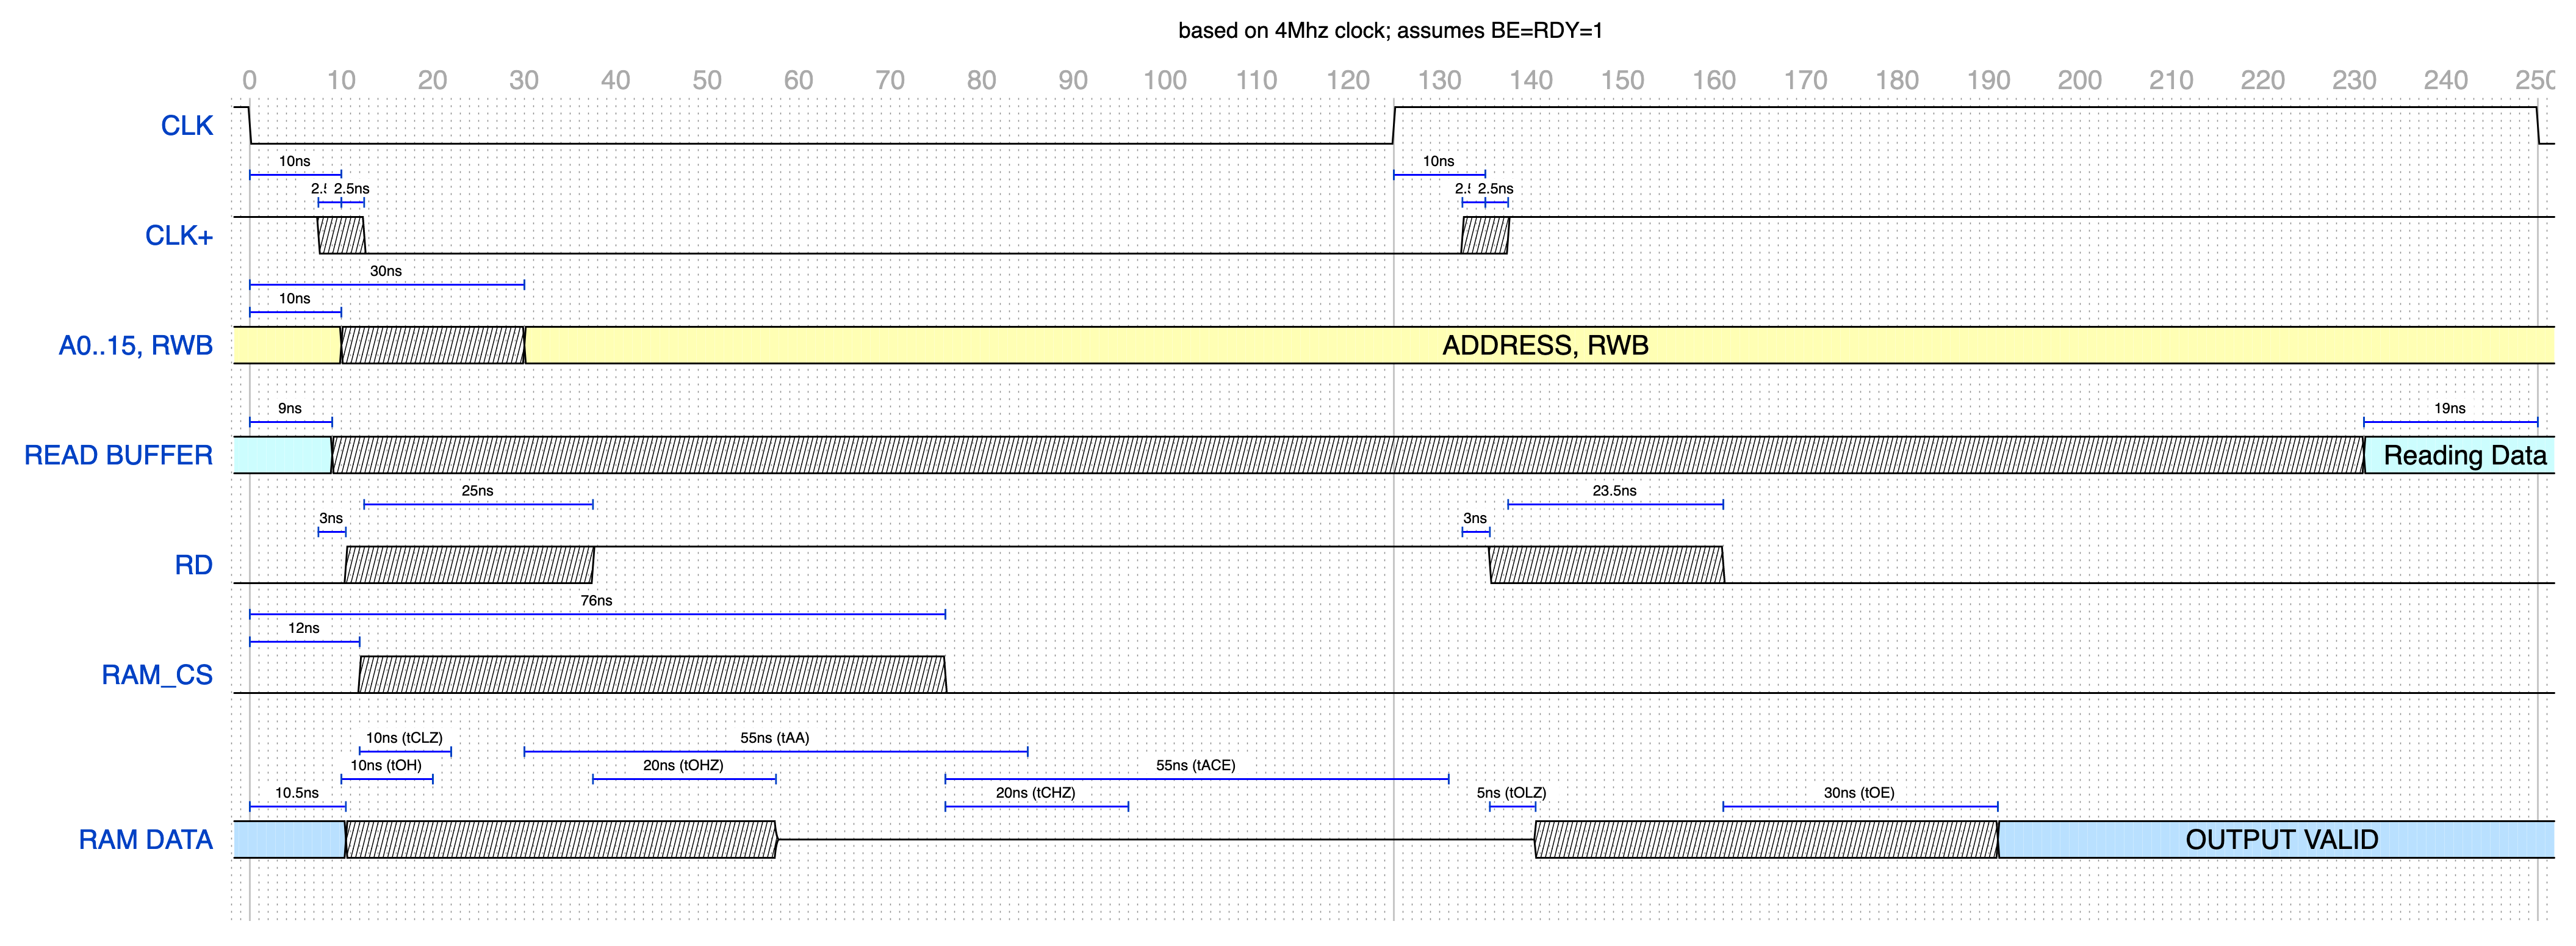 based on 4Mhz clock; assumes BE=RDY=1
0 10 20 30 40 50 60 70 80 90 100 110 120 130 140 150 160 170 180 190 200 210 220 230 240 250
CLK
10ns 10ns
2.5ns 2.5ns
CLK+
30ns
10ns
A0..15, RWB ADDRESS, RWB
9ns 19ns
READ BUFFER Reading Data
25ns 23.5ns
3ns 3ns
RD
76ns
12ns
RAM_CS
10ns (tCLZ) 55ns (tAA)
10ns (tOH) 20ns (tOHZ) 55ns (tACE)
10.5ns 20ns (tCHZ) 5ns (tOLZ) 30ns (tOE)
RAM DATA OUTPUT VALID